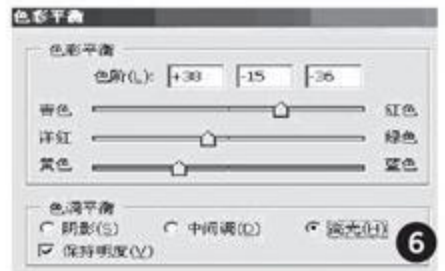 色彩平衡
色彩平衡
色阶(L): +38 -15 -36
青色 红色
洋红 绿色
黄色 蓝色
色调平衡
阴影(S) 中间调(D) 高光(H)
保持明度(V)
6